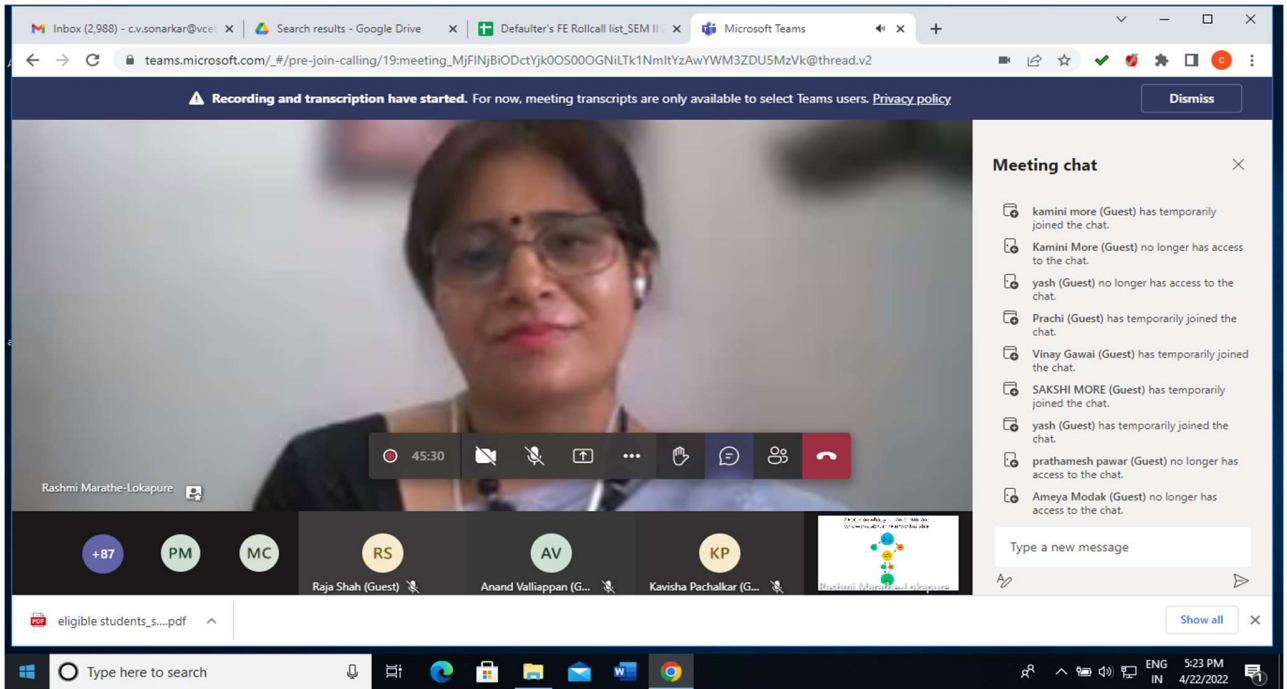 Inbox (2,988) - c.v.sonarkar@vcet
Search results - Google Drive
Defaulter's FE Rollcall list_SEM II
Microsoft Teams
teams.microsoft.com/_#/pre-join-calling/19:meeting_MjFlNjBiODctYjk0OS00OGNiLTk1NmItYzAwYWM3ZDU5MzVk@thread.v2
C
Recording and transcription have started. For now, meeting transcripts are only available to select Teams users. Privacy policy
Dismiss
45:30
Rashmi Marathe-Lokapure
+87
PM
MC
RS
Raja Shah (Guest)
AV
Anand Valliappan (G...
KP
Kavisha Pachalkar (G...
Rashmi Marathe-Lokapure
Meeting chat
kamini more (Guest) has temporarily
joined the chat.
Kamini More (Guest) no longer has access
to the chat.
yash (Guest) no longer has access to the
chat.
Prachi (Guest) has temporarily joined the
chat.
Vinay Gawai (Guest) has temporarily joined
the chat.
SAKSHI MORE (Guest) has temporarily
joined the chat.
yash (Guest) has temporarily joined the
chat.
prathamesh pawar (Guest) no longer has
access to the chat.
Ameya Modak (Guest) no longer has
access to the chat.
Type a new message
PDF
eligible students_s....pdf
Show all
Type here to search
W
ENG
IN
5:23 PM
4/22/2022
1